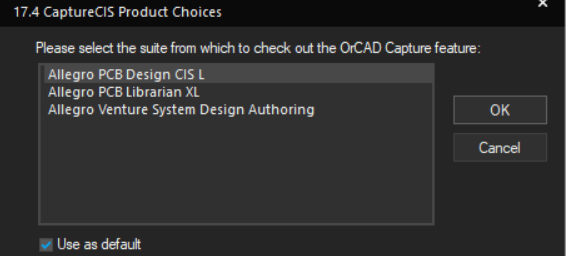 17.4 CaptureCIS Product Choices
Please select the suite from which to check out the OrCAD Capture feature:
Allegro PCB Design CIS L
Allegro PCB Librarian XL
Allegro Venture System Design Authoring
OK
Cancel
Use as default